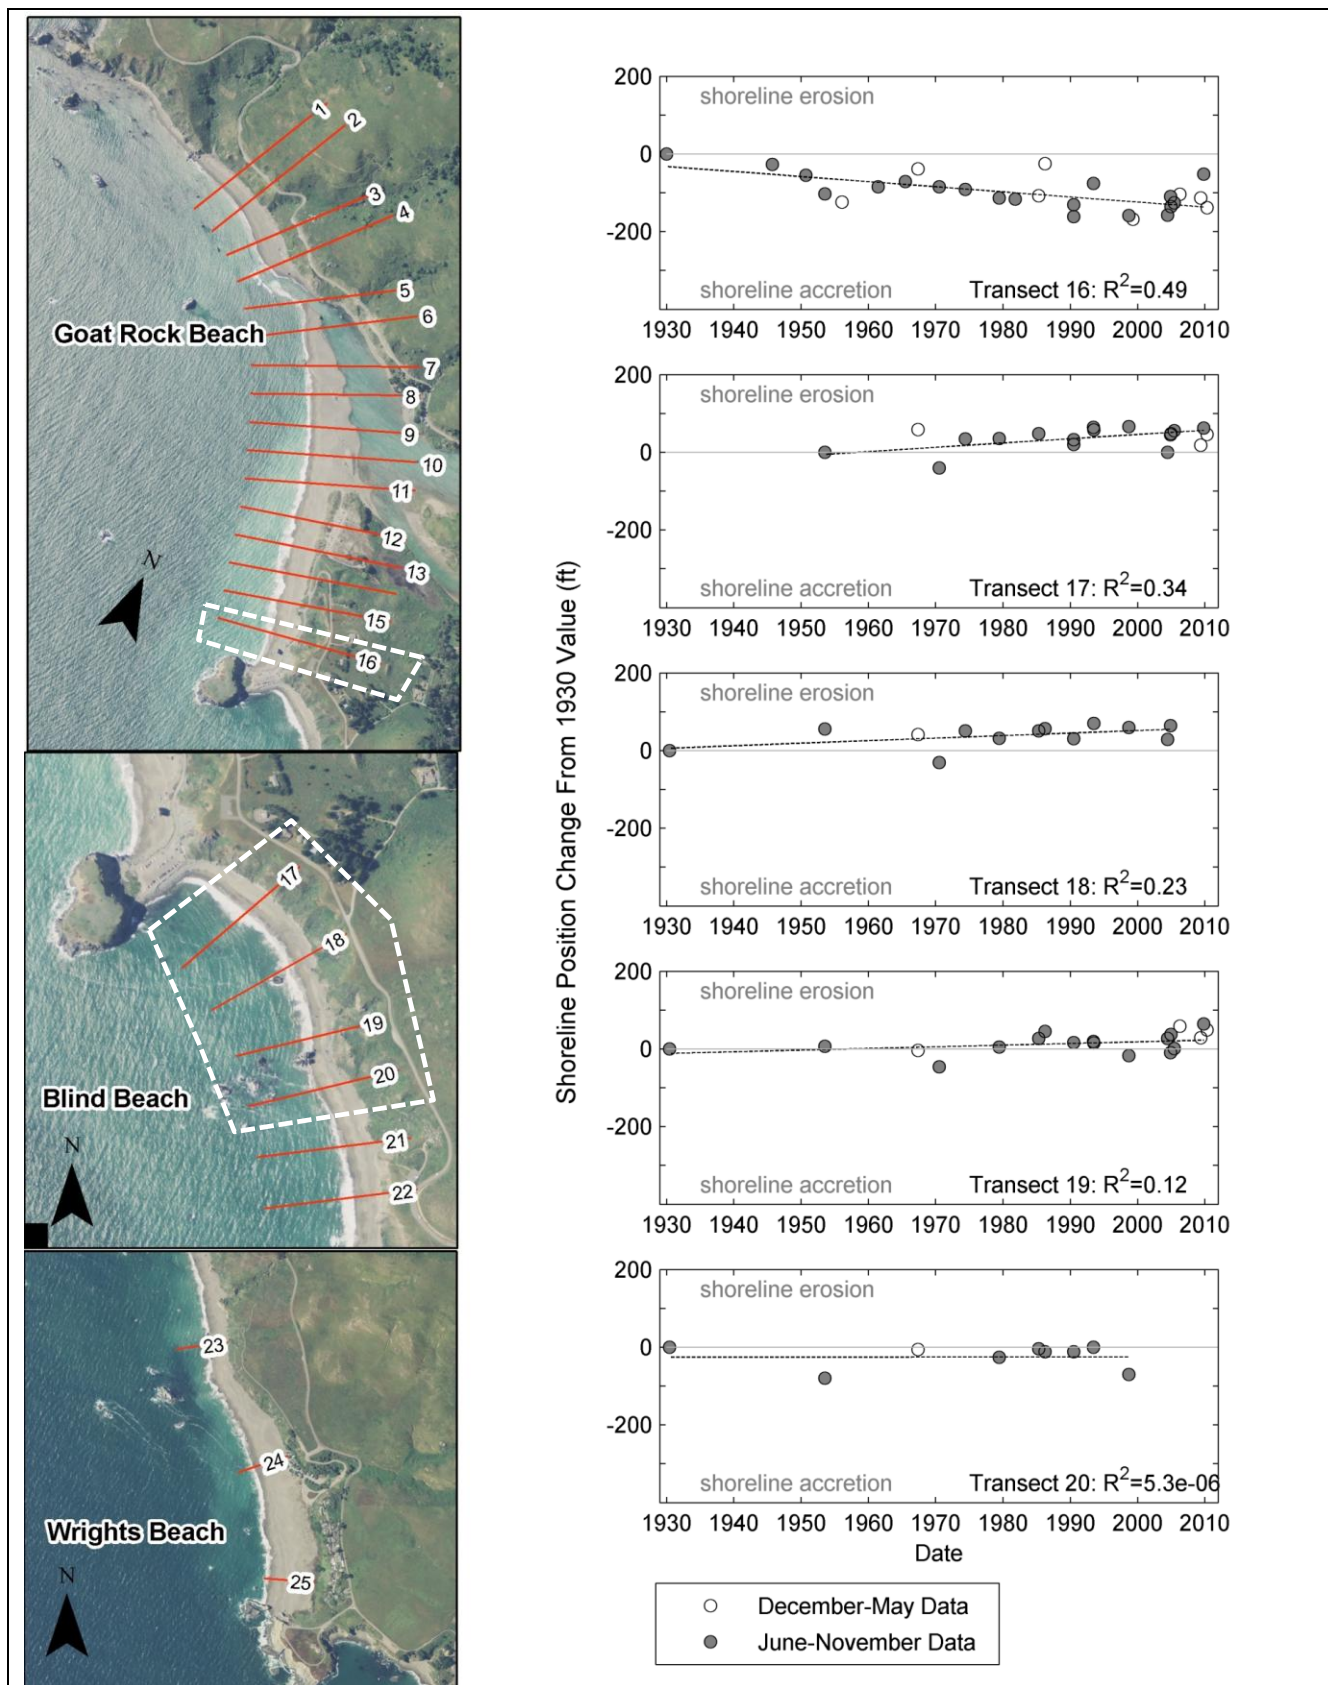 1
2
3
4
5
6
Goat Rock Beach
7
8
9
10
11
12
13
N
15
16
17
18
19
20
Blind Beach
N
21
22
23
24
Wrights Beach
N
25
Shoreline Position Change From 1930 Value (ft)
200
shoreline erosion
0
-200
shoreline accretion
Transect 16: R²=0.49
1930 1940 1950 1960 1970 1980 1990 2000 2010
200
shoreline erosion
0
-200
shoreline accretion
Transect 17: R²=0.34
1930 1940 1950 1960 1970 1980 1990 2000 2010
200
shoreline erosion
0
-200
shoreline accretion
Transect 18: R²=0.23
1930 1940 1950 1960 1970 1980 1990 2000 2010
200
shoreline erosion
0
-200
shoreline accretion
Transect 19: R²=0.12
1930 1940 1950 1960 1970 1980 1990 2000 2010
200
shoreline erosion
0
-200
shoreline accretion
Transect 20: R²=5.3e-06
1930 1940 1950 1960 1970 1980 1990 2000 2010
Date
December-May Data
June-November Data